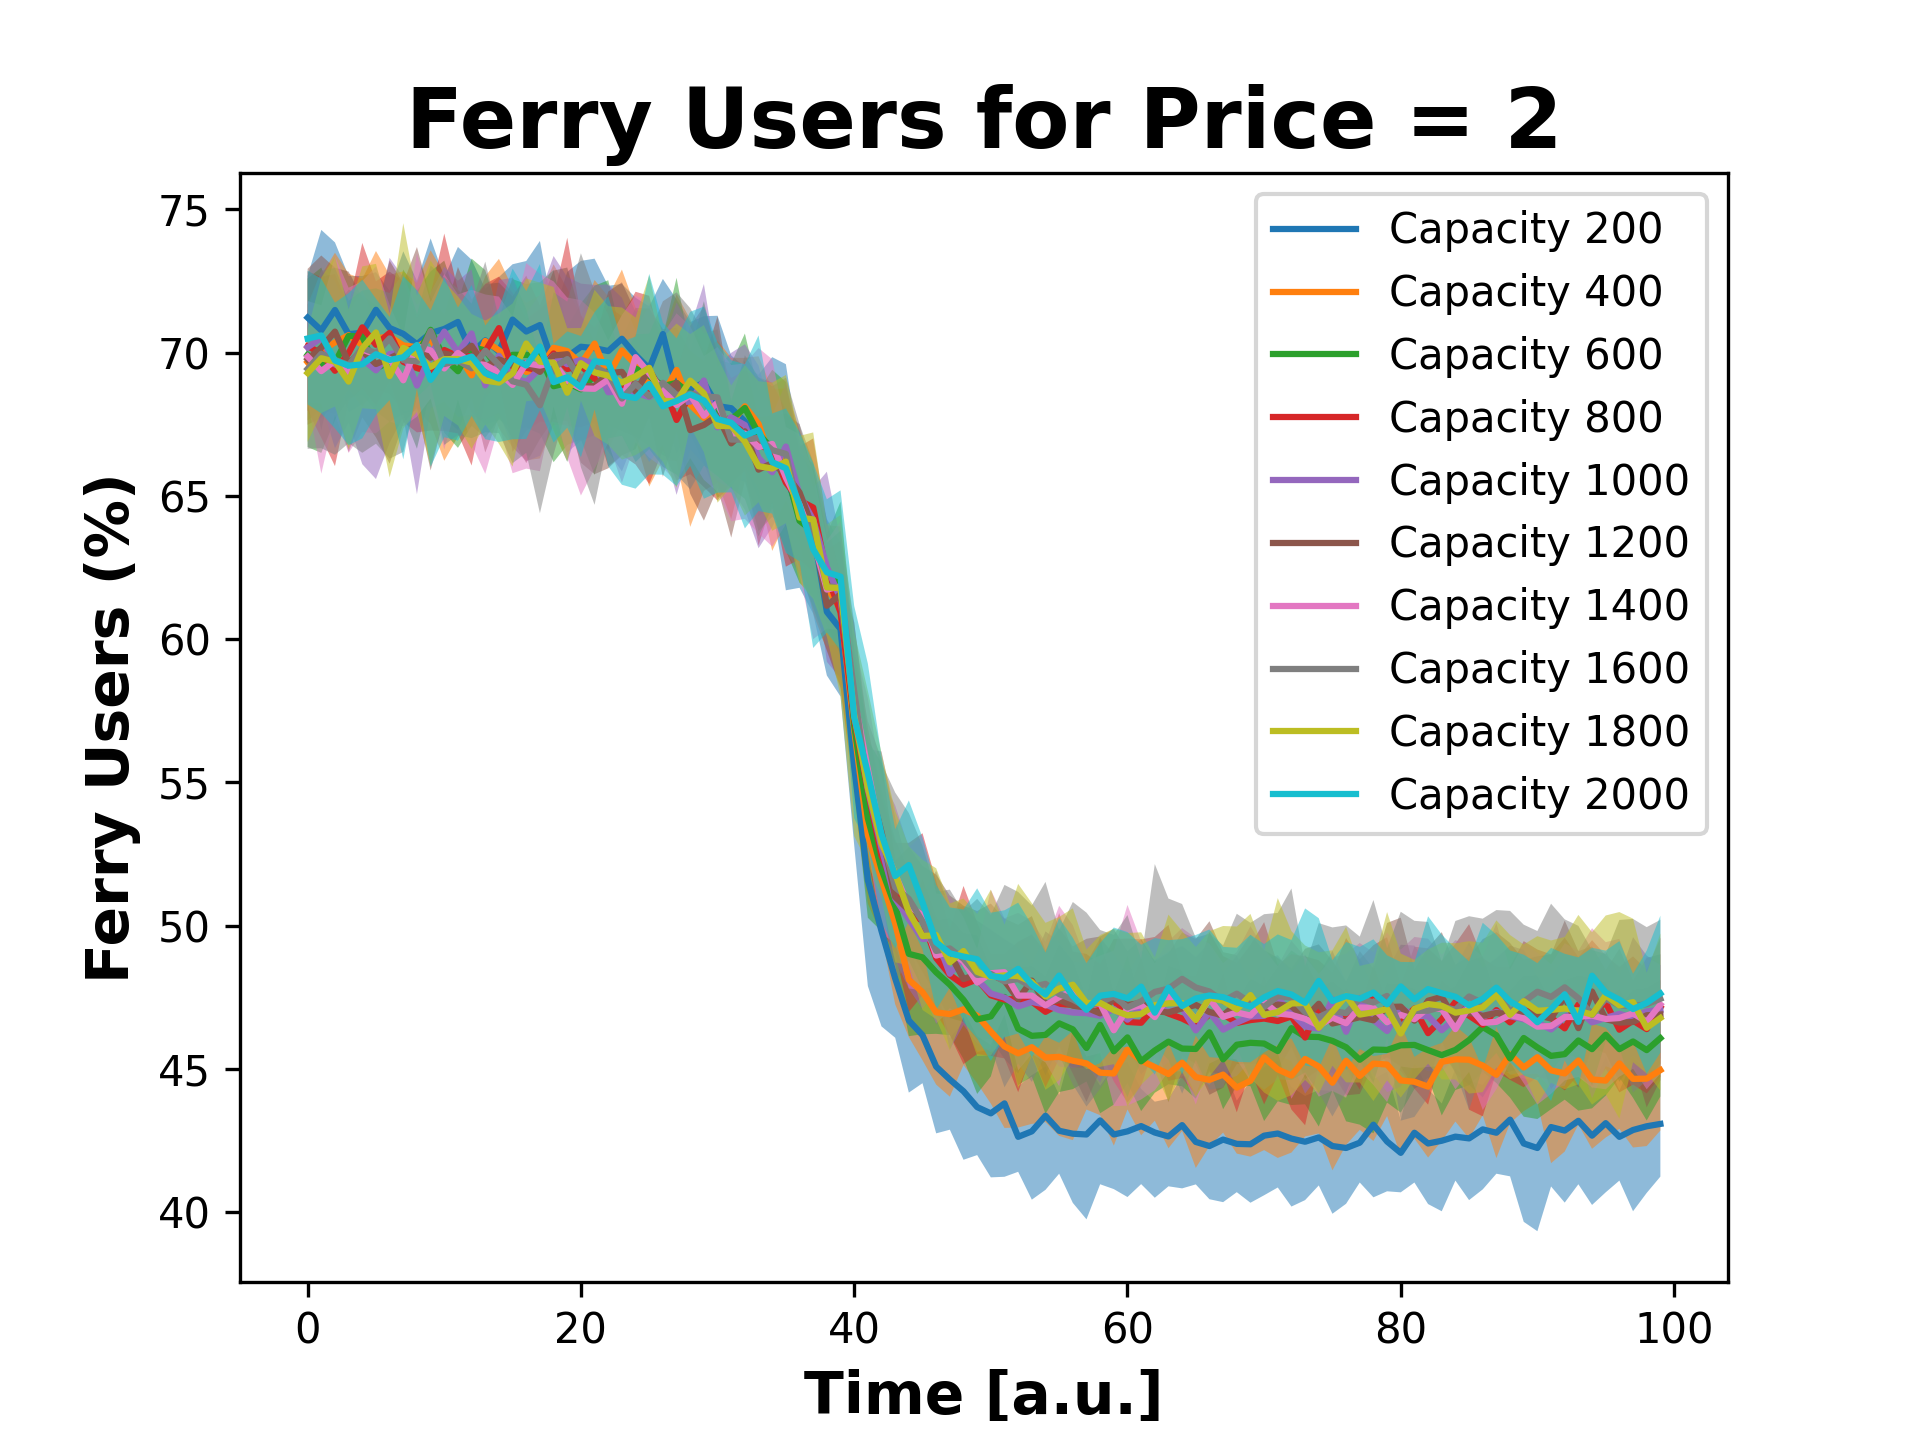 Ferry Users for Price = 2
Ferry Users (%)
75
70
65
60
55
50
45
40
Capacity 200
Capacity 400
Capacity 600
Capacity 800
Capacity 1000
Capacity 1200
Capacity 1400
Capacity 1600
Capacity 1800
Capacity 2000
0 20 40 60 80 100
Time [a.u.]